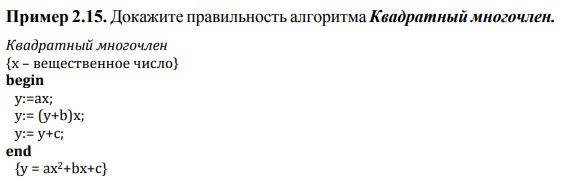 Пример 2.15. Докажите правильность алгоритма Квадратный многочлен.
Квадратный многочлен
{x – вещественное число}
begin
y:=ax;
y:= (y+b)x;
y:= y+c;
end
{y = ax²+bx+c}